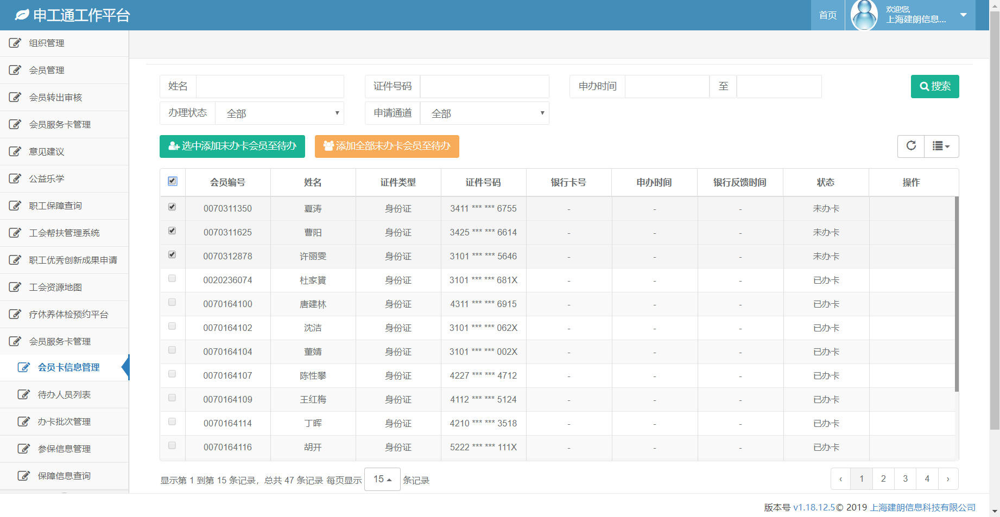 申工通工作平台
首页
欢迎您,
上海建朗信息...
组织管理
会员管理
会员转出审核
会员服务卡管理
意见建议
公益乐学
职工保障查询
工会帮扶管理系统
职工优秀创新成果申请
工会资源地图
疗休养体检预约平台
会员服务卡管理
会员卡信息管理
待办人员列表
办卡批次管理
参保信息管理
保障信息查询
姓名 证件号码 申办时间 至 搜索
办理状态 全部 申请通道 全部
选中添加未办卡会员至待办 添加全部未办卡会员至待办
会员编号 姓名 证件类型 证件号码 银行卡号 申办时间 银行反馈时间 状态 操作
0070311350 夏涛 身份证 3411 *** *** 6755 - - - 未办卡
0070311625 曹阳 身份证 3425 *** *** 6614 - - - 未办卡
0070312878 许丽雯 身份证 3101 *** *** 5646 - - - 未办卡
0020236074 杜家贇 身份证 3101 *** *** 681X - - - 已办卡
0070164100 唐建林 身份证 4311 *** *** 6915 - - - 已办卡
0070164102 沈洁 身份证 3101 *** *** 062X - - - 已办卡
0070164104 董婧 身份证 3101 *** *** 002X - - - 已办卡
0070164107 陈性攀 身份证 4227 *** *** 4712 - - - 已办卡
0070164109 王红梅 身份证 4112 *** *** 5124 - - - 已办卡
0070164114 丁晖 身份证 4210 *** *** 3518 - - - 已办卡
0070164116 胡开 身份证 5222 *** *** 111X - - - 已办卡
显示第 1 到第 15 条记录，总共 47 条记录 每页显示 15 条记录
‹ 1 2 3 4 ›
版本号 v1.18.12.5© 2019 上海建朗信息科技有限公司